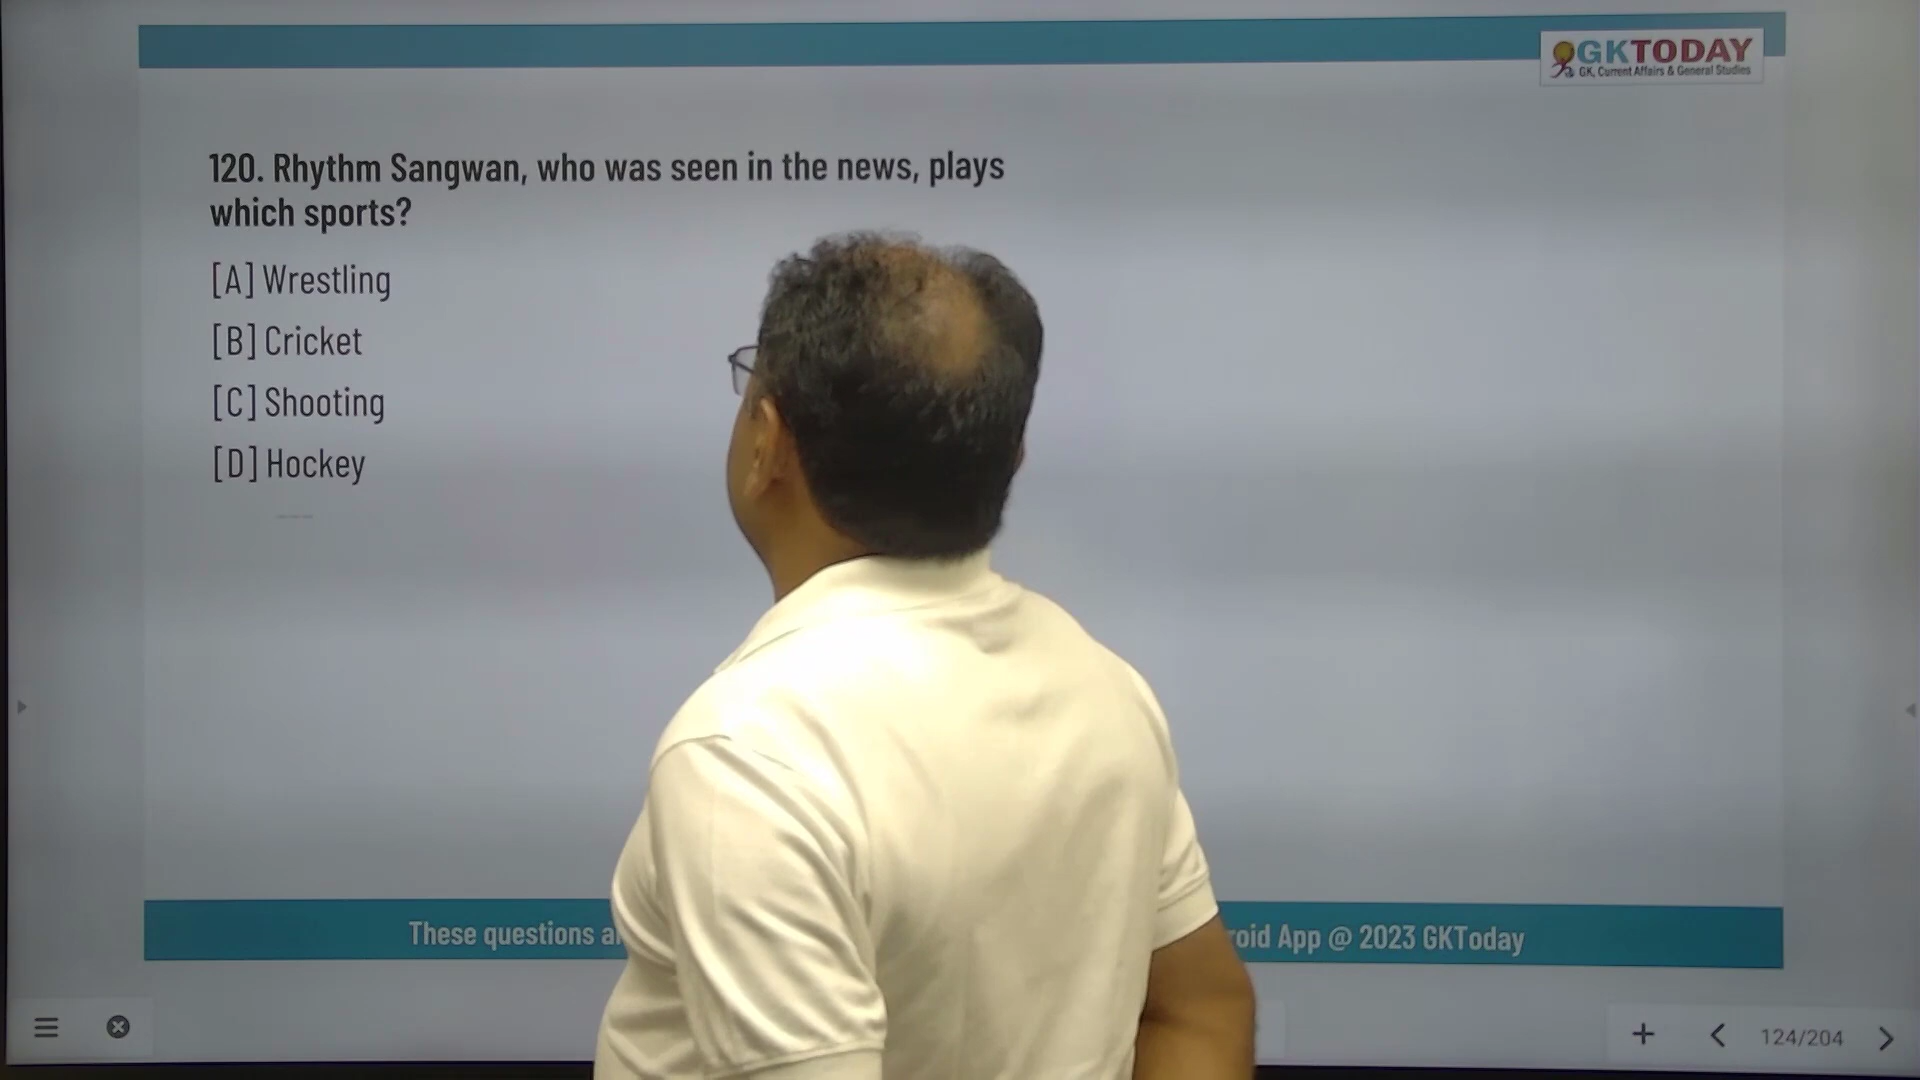 GKTODAY
GK, Current Affairs & General Studies
120. Rhythm Sangwan, who was seen in the news, plays
which sports?
[A] Wrestling
[B] Cricket
[C] Shooting
[D] Hockey
These questions
App @ 2023 GKToday
124/204